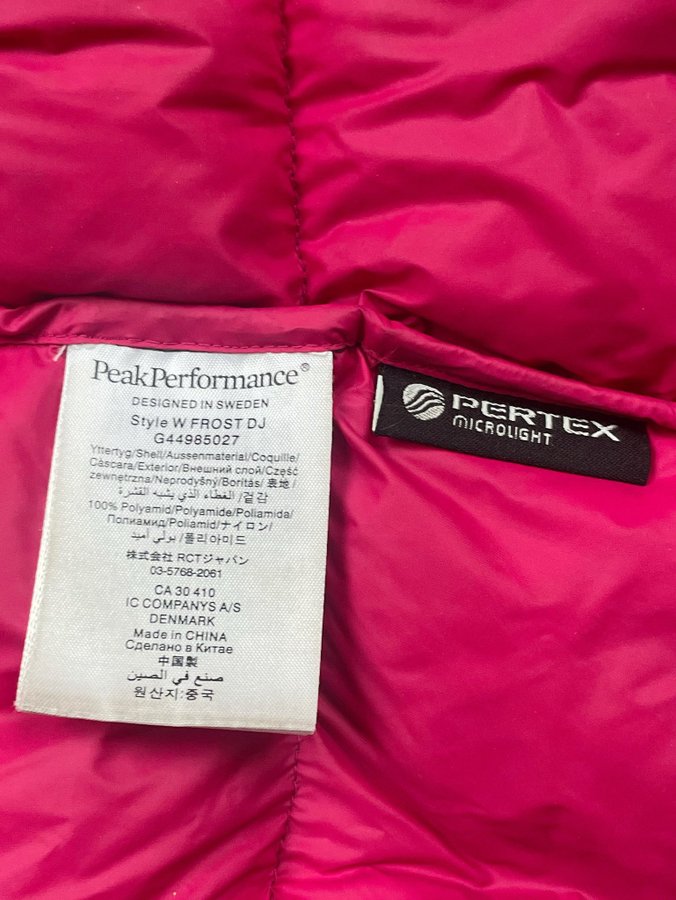 PeakPerformance®
DESIGNED IN SWEDEN
Style W FROST DJ
G44985027
Yttertyg/Shell/Aussenmaterial/Coquille/
Cáscara/Exterior/Внешний слой/Część
zewnętrzna/Neprodyšný/Borítás/表地/
겉감/الغطاء الذي يشبه القشرة
100% Polyamid/Polyamide/Poliamida/
Полиамид/Poliamid/ナイロン/
폴리아미드/بولي أميد
株式会社 RCTジャパン
03-5768-2061
CA 30 410
IC COMPANYS A/S
DENMARK
Made in CHINA
Сделано в Китае
中国製
صنع في الصين
원산지:중국
PERTEX
MICROLIGHT